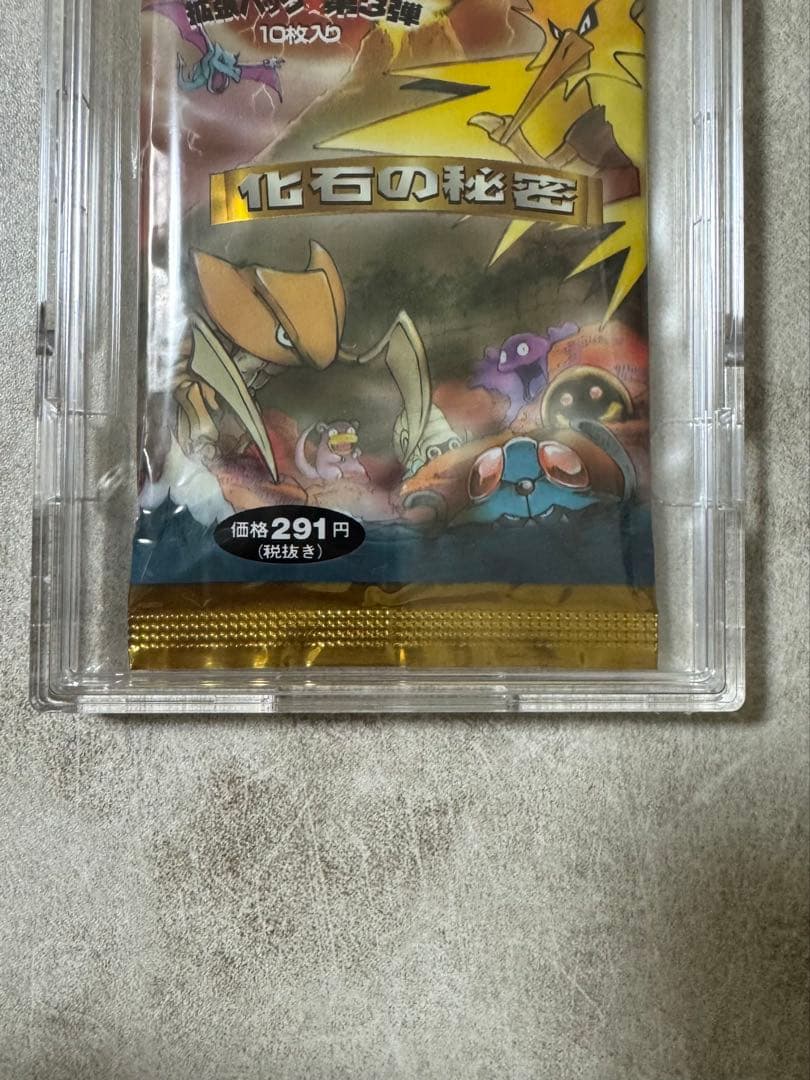 拡張パック★第3弾
10枚入り
化石の秘密
価格291円
(税抜き)